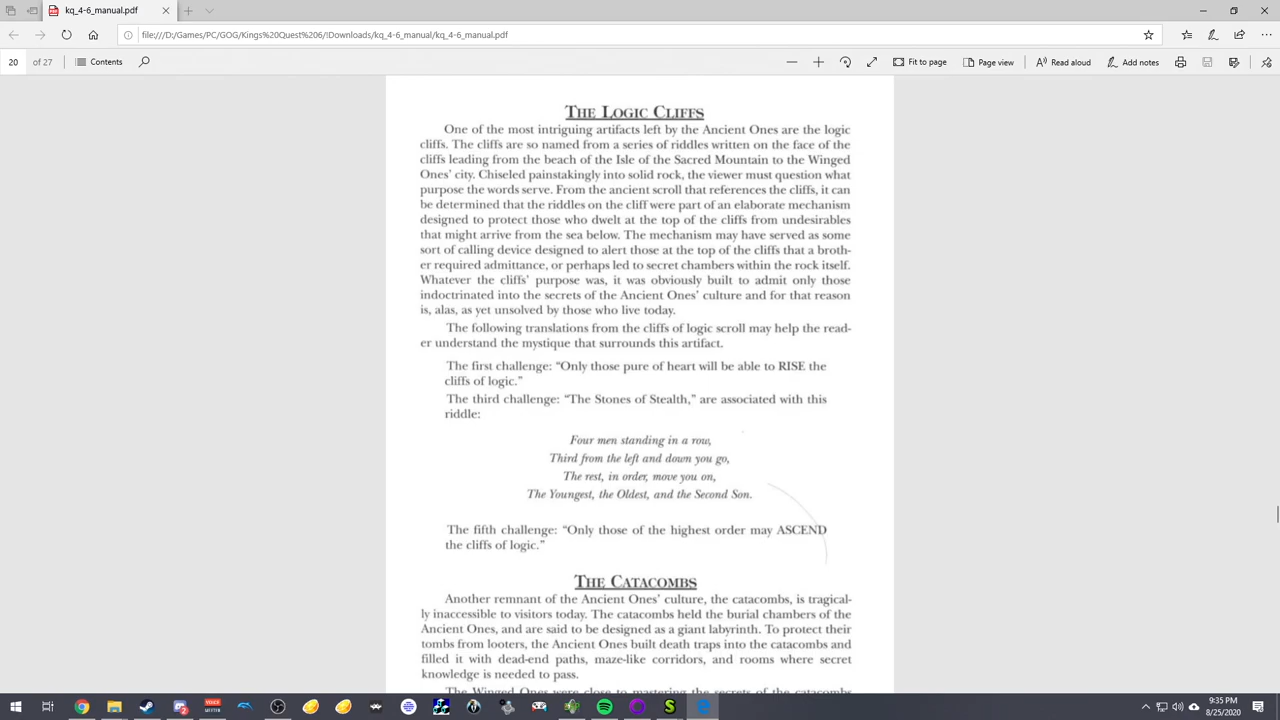 kq_4-6_manual.pdf
file:///D:/Games/PC/GOG/Kings%20Quest%206/!Downloads/kq_4-6_manual/kq_4-6_manual.pdf
20 of 27 Contents Fit to page Page view Read aloud Add notes
THE LOGIC CLIFFS
One of the most intriguing artifacts left by the Ancient Ones are the logic
cliffs. The cliffs are so named from a series of riddles written on the face of the
cliffs leading from the beach of the Isle of the Sacred Mountain to the Winged
Ones' city. Chiseled painstakingly into solid rock, the viewer must question what
purpose the words serve. From the ancient scroll that references the cliffs, it can
be determined that the riddles on the cliff were part of an elaborate mechanism
designed to protect those who dwelt at the top of the cliffs from undesirables
that might arrive from the sea below. The mechanism may have served as some
sort of calling device designed to alert those at the top of the cliffs that a broth-
er required admittance, or perhaps led to secret chambers within the rock itself.
Whatever the cliffs' purpose was, it was obviously built to admit only those
indoctrinated into the secrets of the Ancient Ones' culture and for that reason
is, alas, as yet unsolved by those who live today.
The following translations from the cliffs of logic scroll may help the read-
er understand the mystique that surrounds this artifact.
The first challenge: “Only those pure of heart will be able to RISE the
cliffs of logic.”
The third challenge: “The Stones of Stealth,” are associated with this
riddle:
Four men standing in a row,
Third from the left and down you go,
The rest, in order, move you on,
The Youngest, the Oldest, and the Second Son.
The fifth challenge: “Only those of the highest order may ASCEND
the cliffs of logic.”
THE CATACOMBS
Another remnant of the Ancient Ones' culture, the catacombs, is tragical-
ly inaccessible to visitors today. The catacombs held the burial chambers of the
Ancient Ones, and are said to be designed as a giant labyrinth. To protect their
tombs from looters, the Ancient Ones built death traps into the catacombs and
filled it with dead-end paths, maze-like corridors, and rooms where secret
knowledge is needed to pass.
The Winged Ones were close to mastering the secrets of the catacombs
VOICE
9:35 PM
8/25/2020